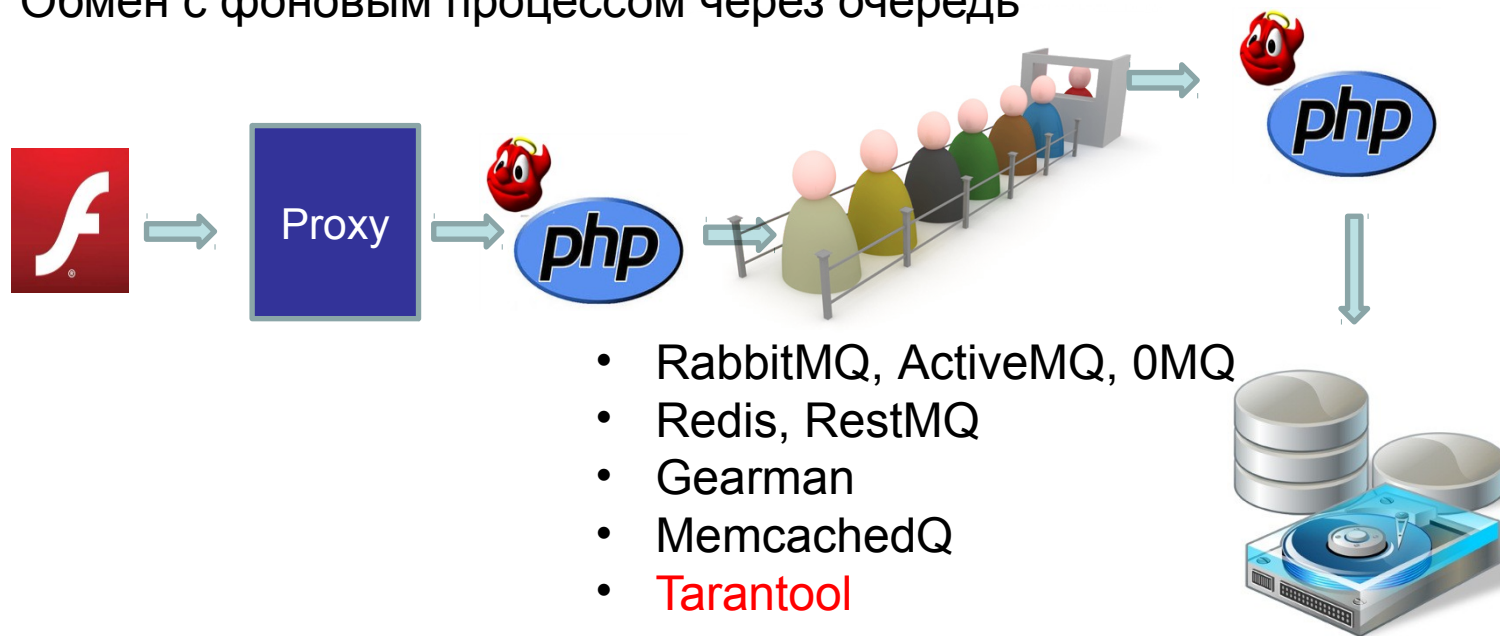 Обмен с фоновым процессом через очередь
php
Proxy
php
• RabbitMQ, ActiveMQ, 0MQ
• Redis, RestMQ
• Gearman
• MemcachedQ
• Tarantool